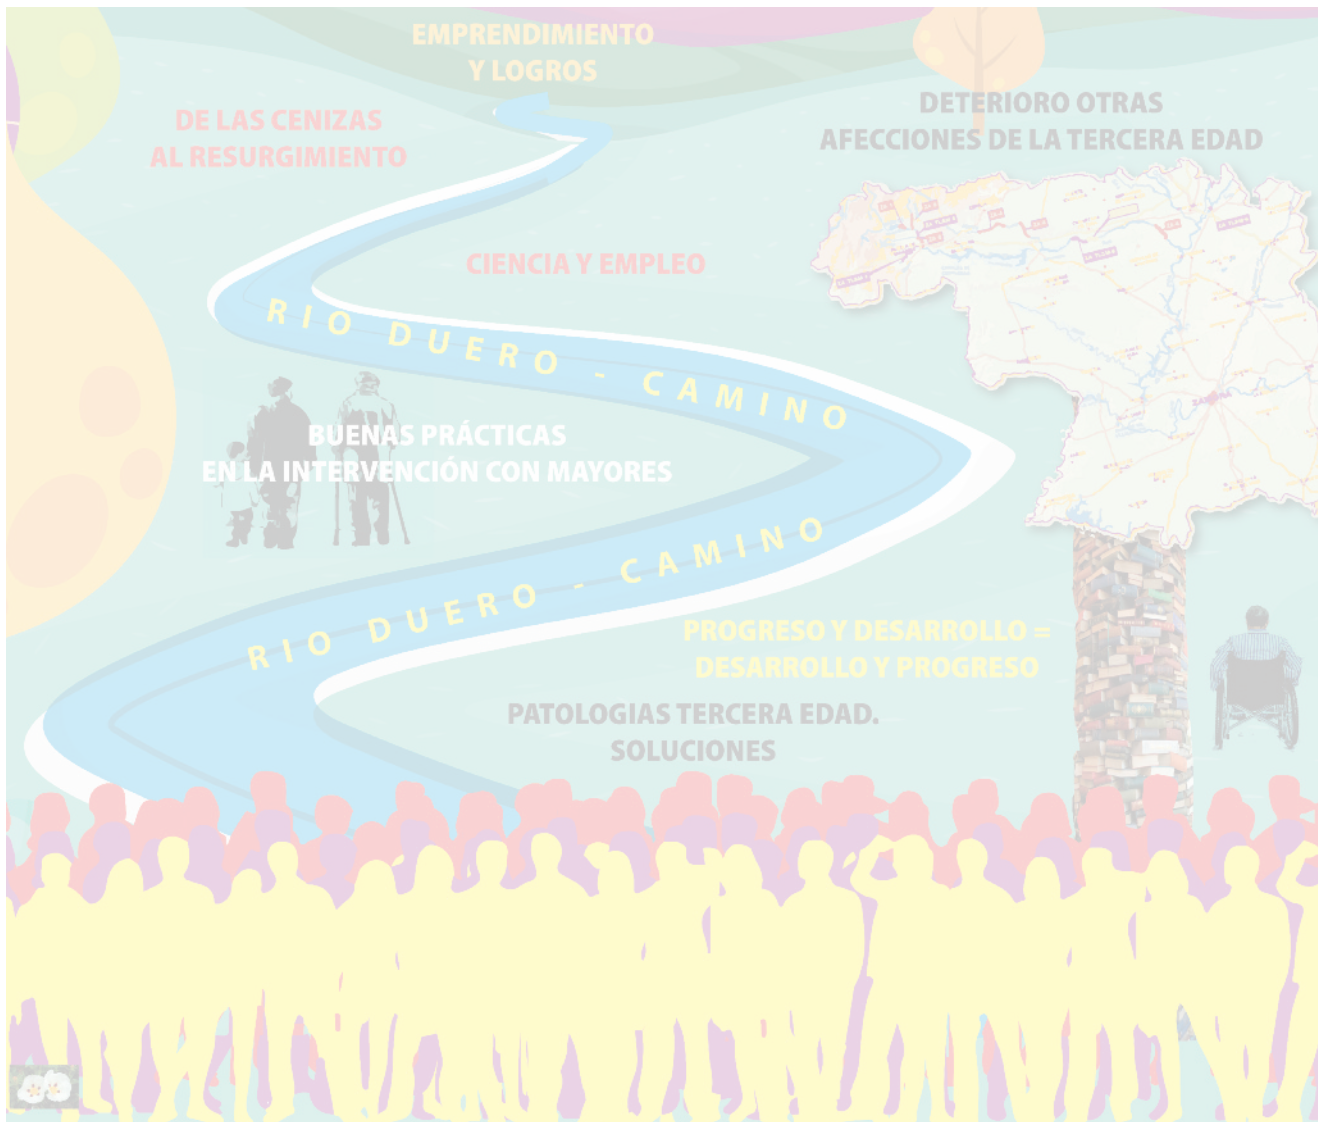 EMPRENDIMIENTO
Y LOGROS
DE LAS CENIZAS
AL RESURGIMIENTO
DETERIORO OTRAS
AFECCIONES DE LA TERCERA EDAD
CIENCIA Y EMPLEO
RIO DUERO - CAMINO
BUENAS PRÁCTICAS
EN LA INTERVENCIÓN CON MAYORES
RIO DUERO - CAMINO
PROGRESO Y DESARROLLO =
DESARROLLO Y PROGRESO
PATOLOGIAS TERCERA EDAD.
SOLUCIONES
ZAMORA